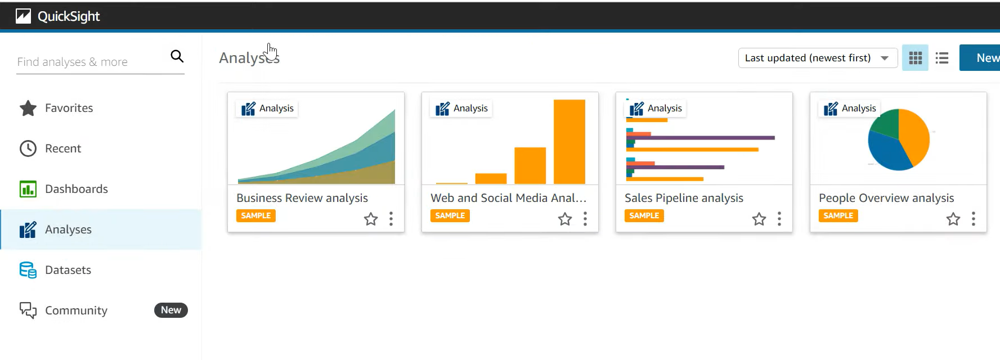 QuickSight
Find analyses & more
Favorites
Recent
Dashboards
Analyses
Datasets
Community New
Analyses
Last updated (newest first)
New
Analysis
Business Review analysis
SAMPLE
Analysis
Web and Social Media Anal...
SAMPLE
Analysis
Sales Pipeline analysis
SAMPLE
Analysis
People Overview analysis
SAMPLE